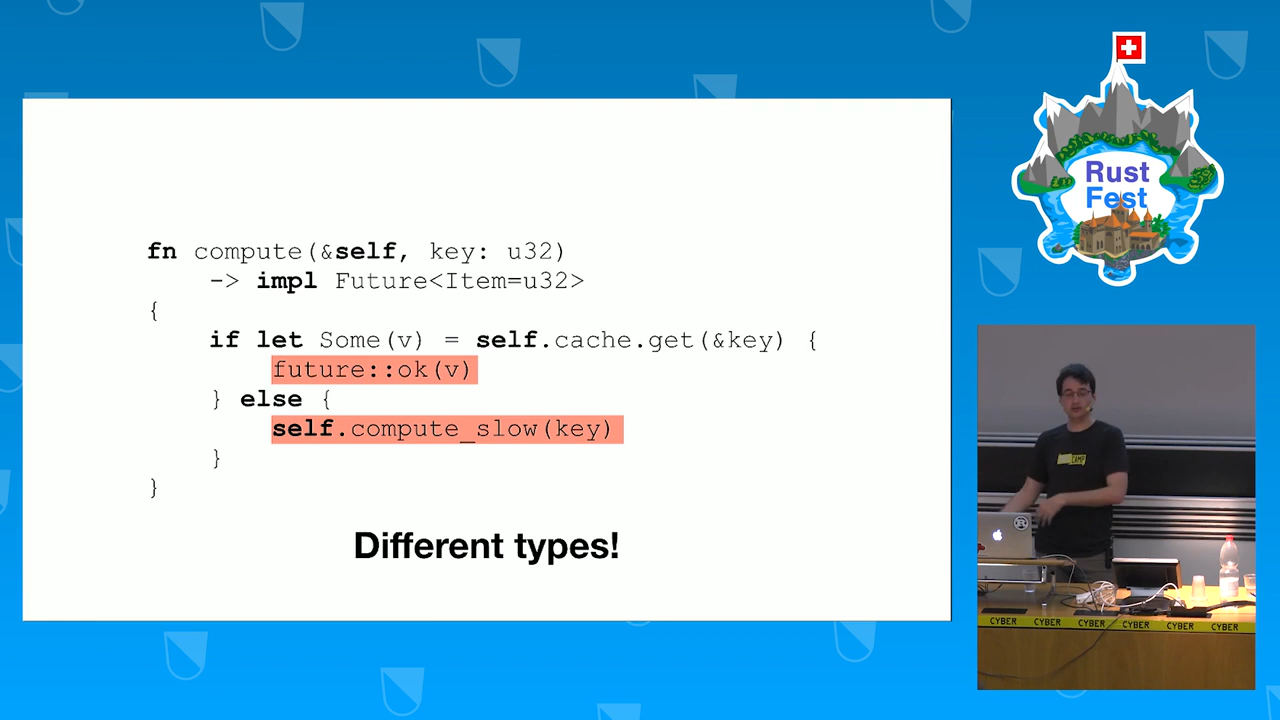 fn compute(&self, key: u32)
-> impl Future<Item=u32>
{
if let Some(v) = self.cache.get(&key) {
future::ok(v)
} else {
self.compute_slow(key)
}
}
Different types!
Rust
Fest
CAMP
CYBER CYBER CYBER CYBER CYBER CYBER